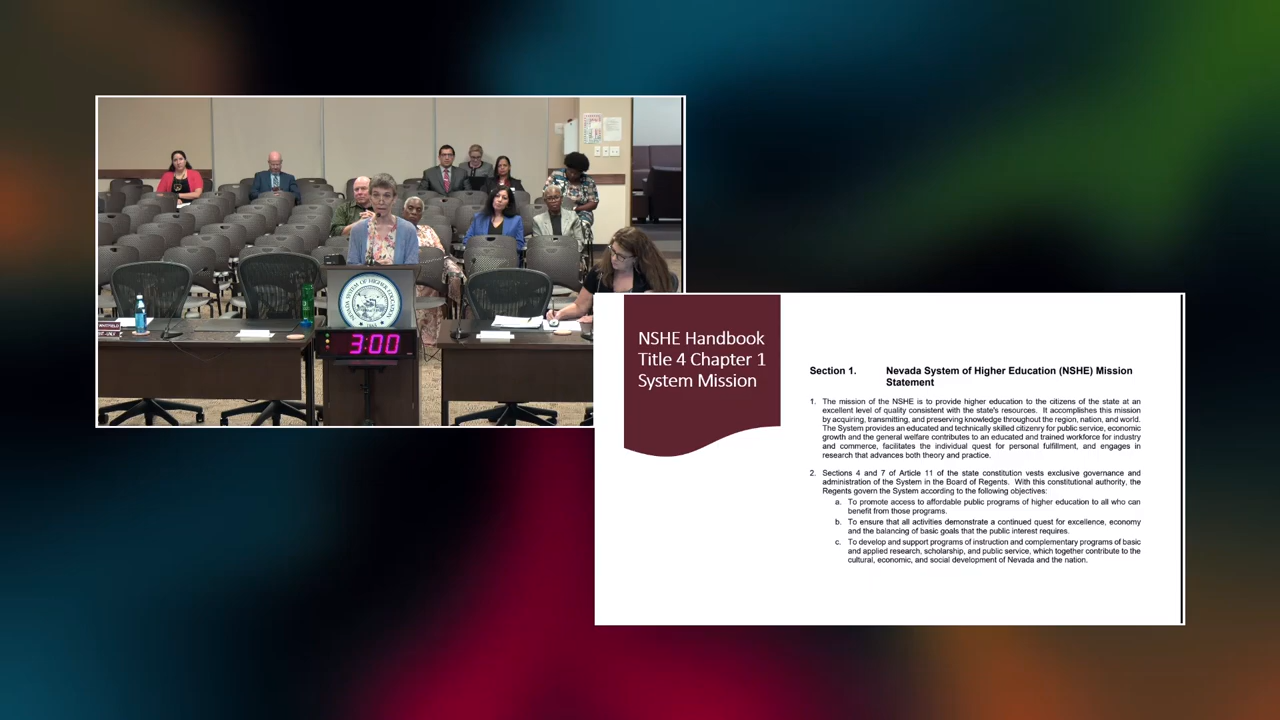 NEVADA SYSTEM OF HIGHER EDUCATION
3:00
NSHE Handbook
Title 4 Chapter 1
System Mission
Section 1. Nevada System of Higher Education (NSHE) Mission
Statement
1. The mission of the NSHE is to provide higher education to the citizens of the state at an
excellent level of quality consistent with the state's resources. It accomplishes this mission
by acquiring, transmitting, and preserving knowledge throughout the region, nation, and world.
The System provides an educated and technically skilled citizenry for public service, economic
growth and the general welfare contributes to an educated and trained workforce for industry
and commerce, facilitates the individual quest for personal fulfillment, and engages in
research that advances both theory and practice.
2. Sections 4 and 7 of Article 11 of the state constitution vests exclusive governance and
administration of the System in the Board of Regents. With this constitutional authority, the
Regents govern the System according to the following objectives:
a. To promote access to affordable public programs of higher education to all who can
benefit from those programs.
b. To ensure that all activities demonstrate a continued quest for excellence, economy
and the balancing of basic goals that the public interest requires.
c. To develop and support programs of instruction and complementary programs of basic
and applied research, scholarship, and public service, which together contribute to the
cultural, economic, and social development of Nevada and the nation.